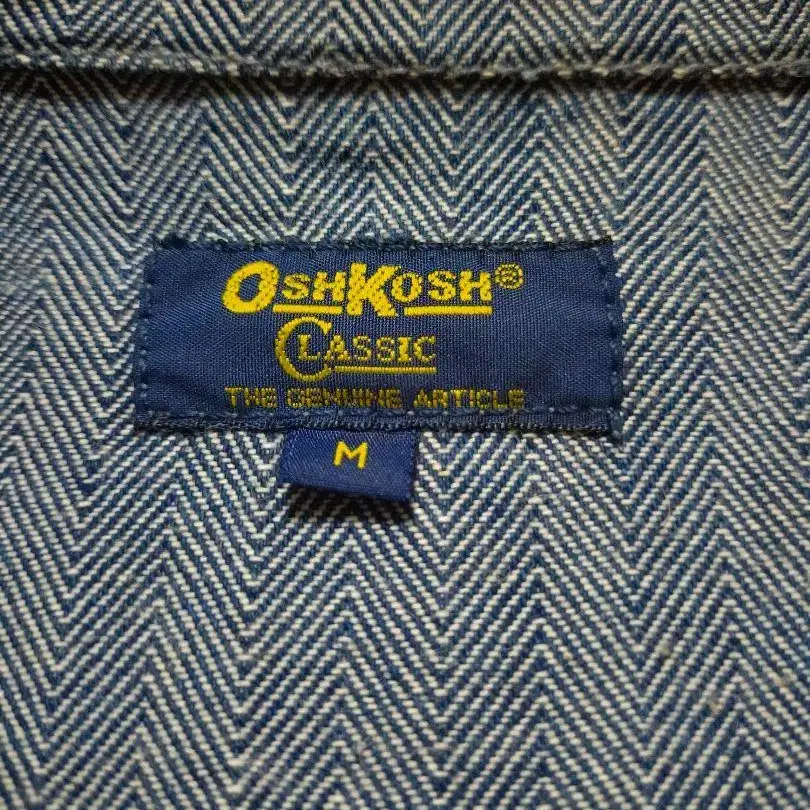 OSHKOSH®
CLASSIC
THE GENUINE ARTICLE
M